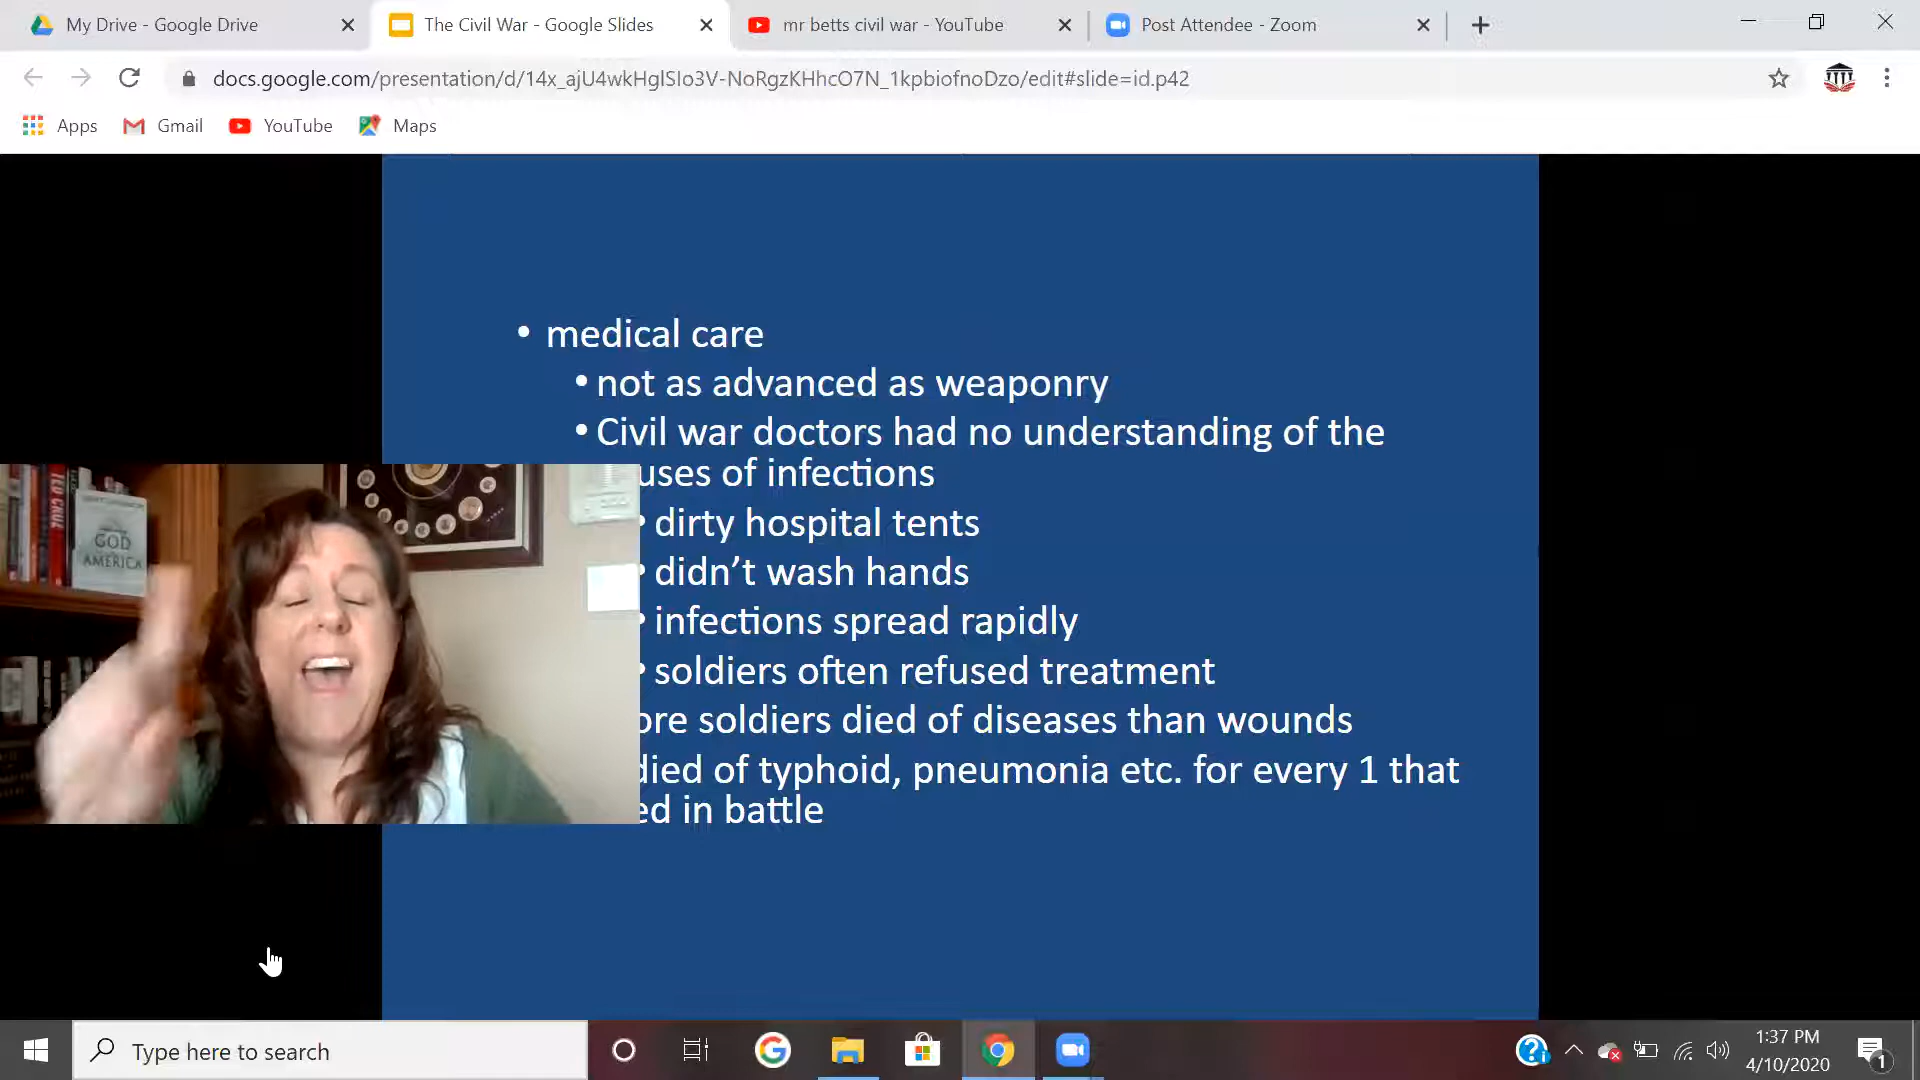 My Drive - Google Drive
The Civil War - Google Slides
mr betts civil war - YouTube
Post Attendee - Zoom
docs.google.com/presentation/d/14x_ajU4wkHglSIo3V-NoRgzKHhcO7N_1kpbiofnoDzo/edit#slide=id.p42
Apps
Gmail
YouTube
Maps
• medical care
• not as advanced as weaponry
• Civil war doctors had no understanding of the
uses of infections
• dirty hospital tents
• didn’t wash hands
• infections spread rapidly
• soldiers often refused treatment
ore soldiers died of diseases than wounds
died of typhoid, pneumonia etc. for every 1 that
ed in battle
TED CRUZ
GOD
AMERICA
Type here to search
1:37 PM
4/10/2020
1